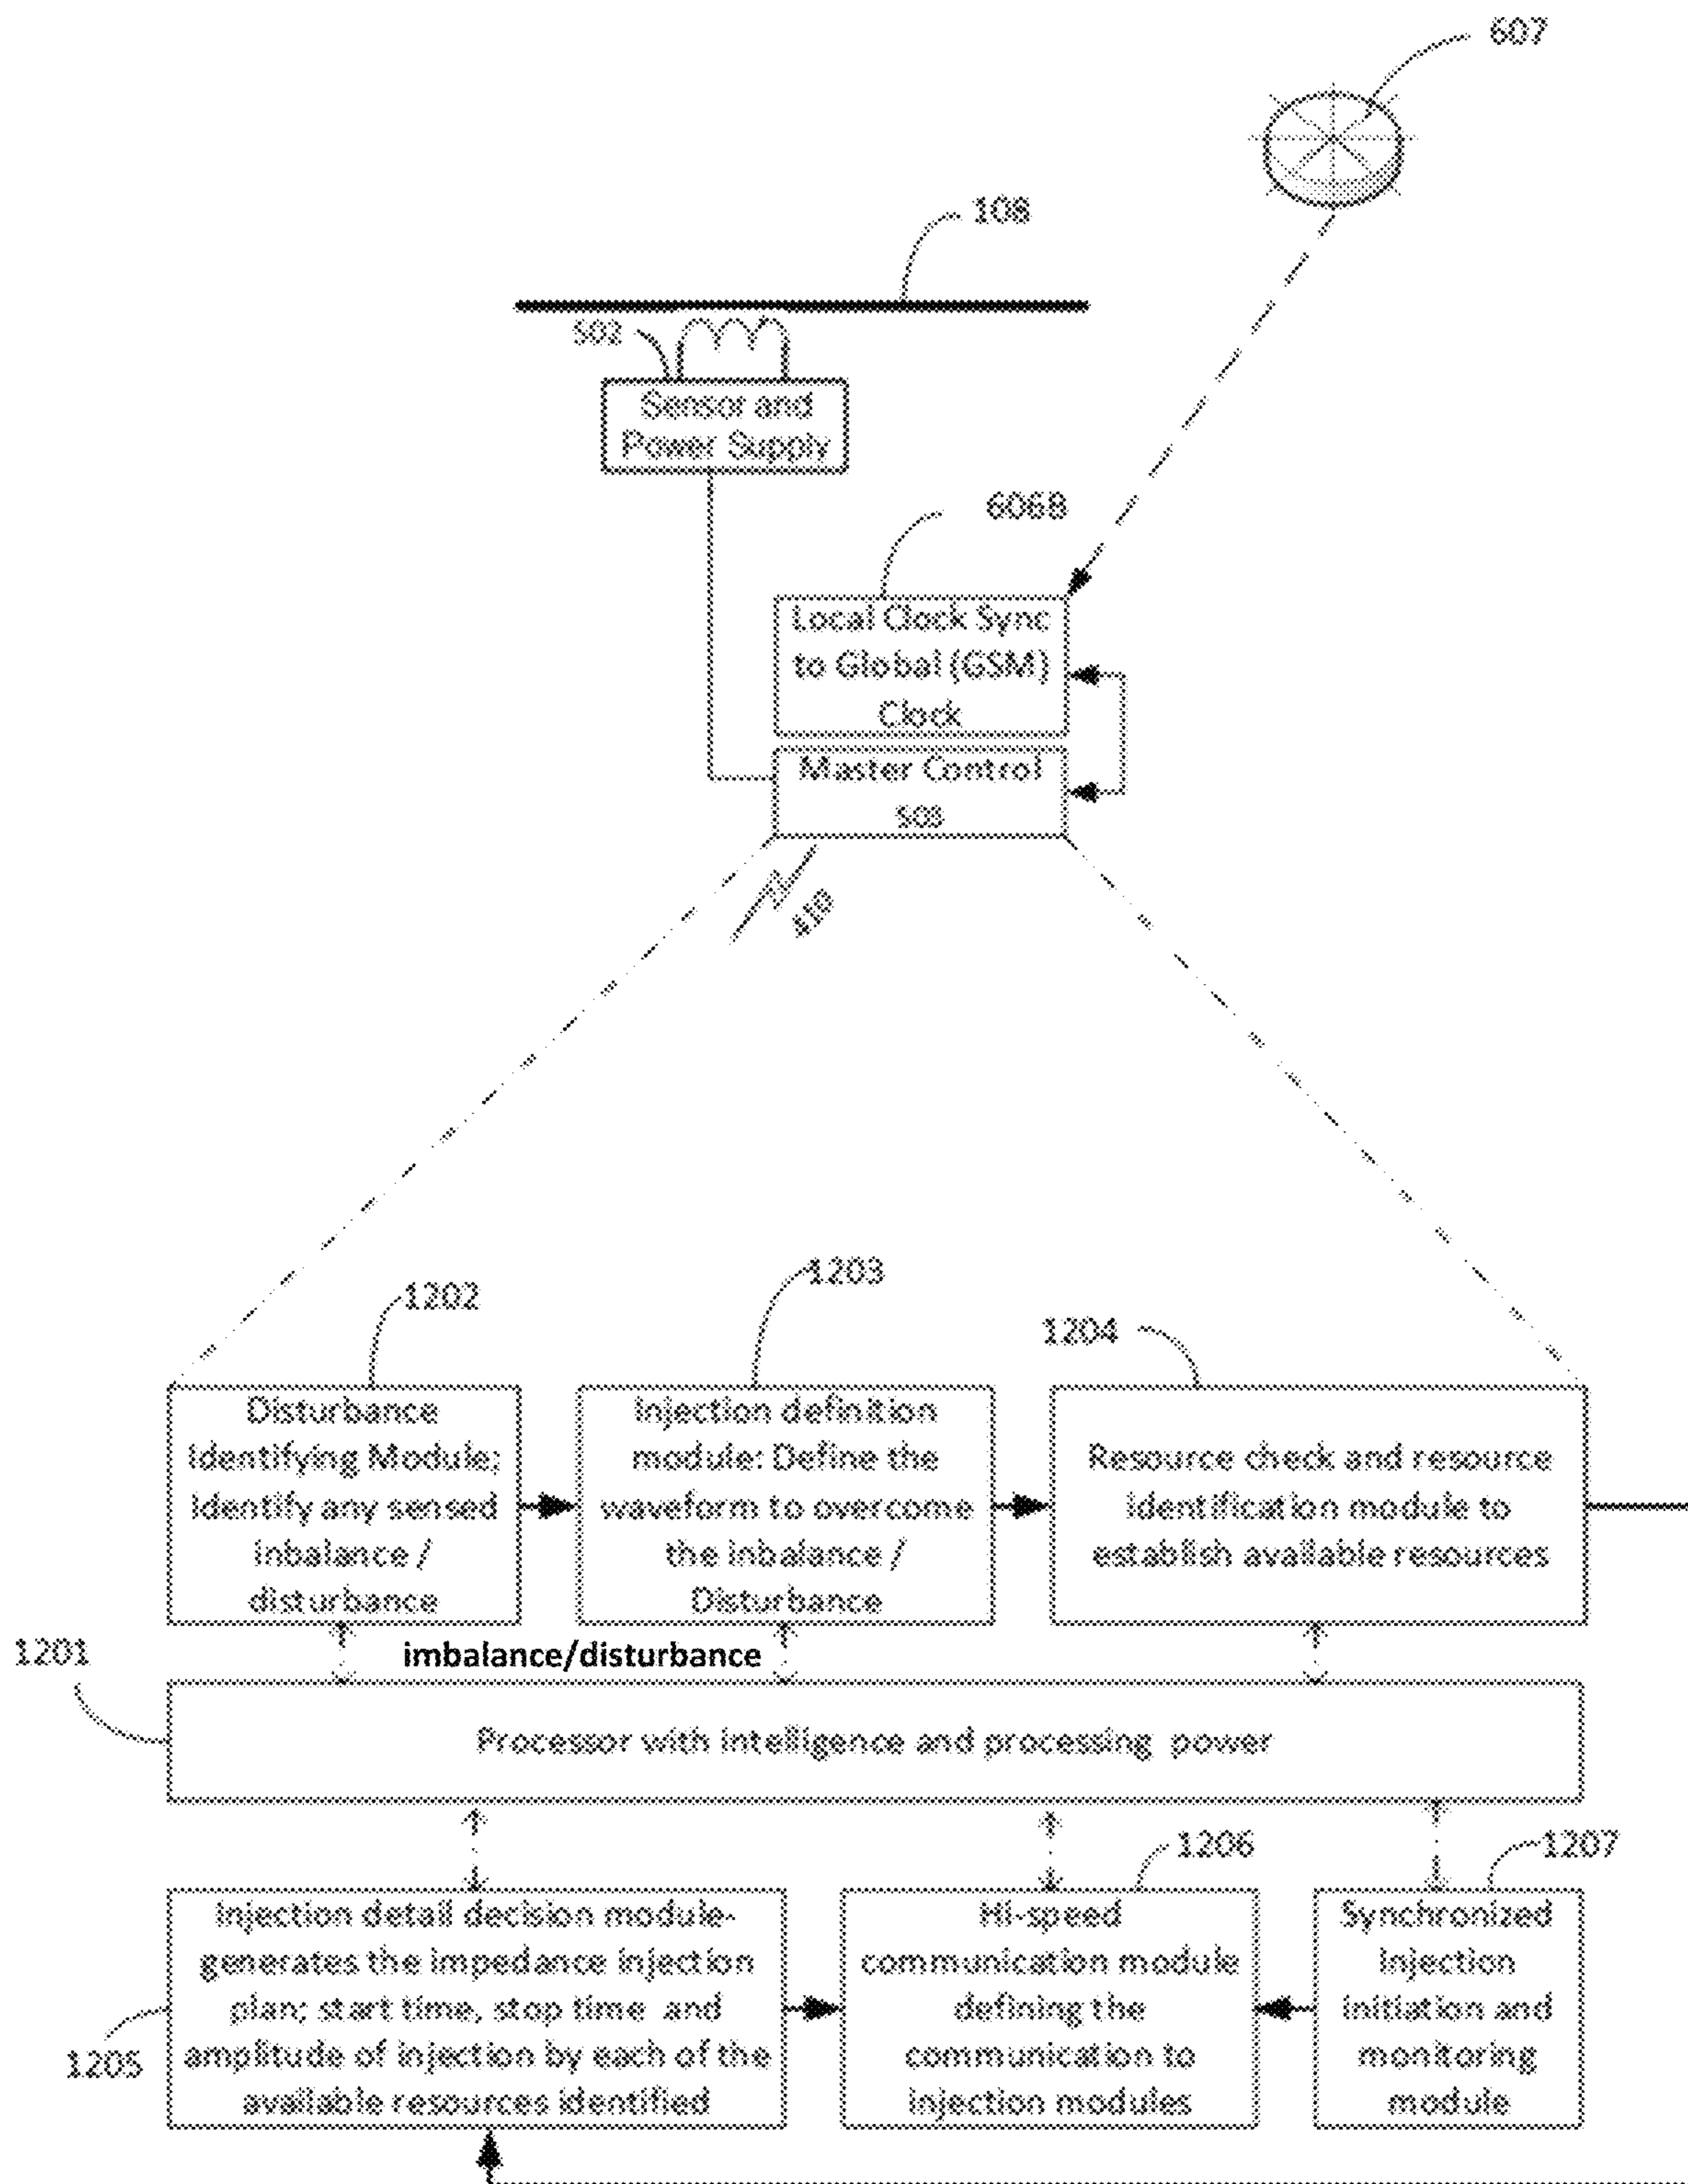 607
108
502
Sensor and
Power Supply
606B
Local Clock Sync
to Global (GSM)
Clock
Master Control
503
410
1202
1203
1204
Disturbance
Identifying Module;
Identify any sensed
inbalance /
disturbance
Injection definition
module: Define the
waveform to overcome
the inbalance /
Disturbance
Resource check and resource
identification module to
establish available resources
1201
imbalance/disturbance
Processor with intelligence and processing power
1206
1207
Injection detail decision module-
generates the impedance injection
plan; start time, stop time and
amplitude of injection by each of the
available resources identified
1205
Hi-speed
communication module
defining the
communication to
injection modules
Synchronized
Injection
initiation and
monitoring
module